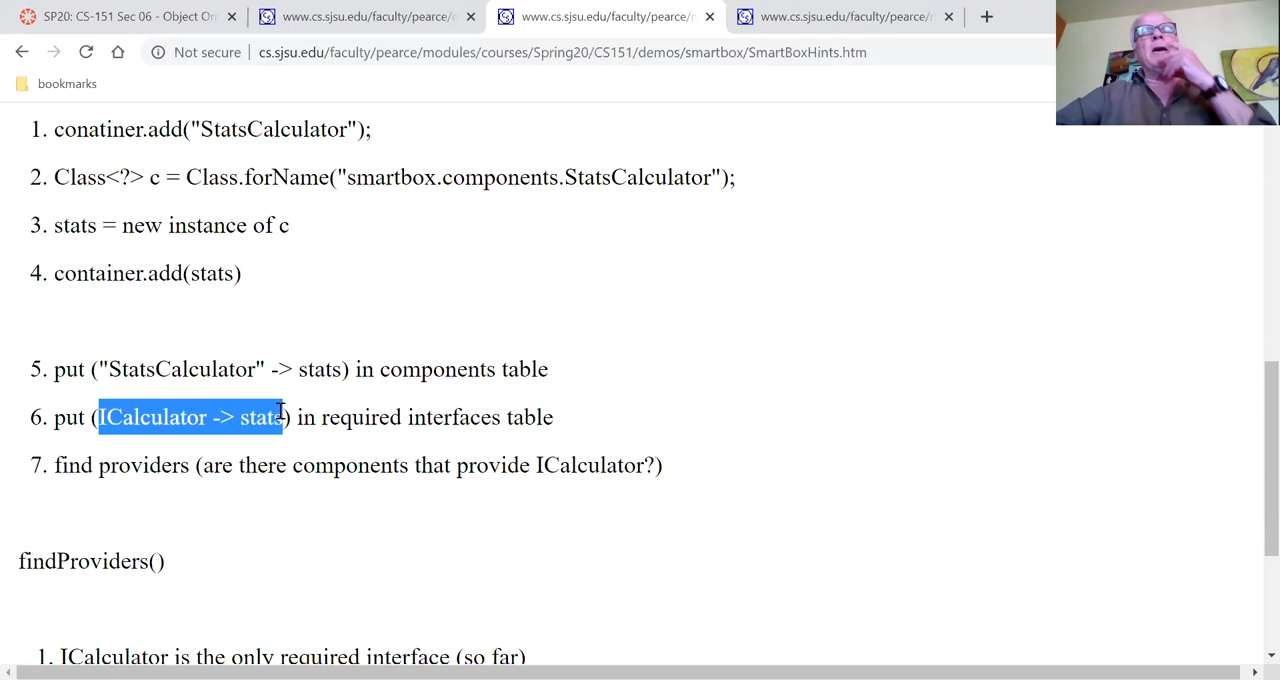 SP20: CS-151 Sec 06 - Object Or
www.cs.sjsu.edu/faculty/pearce/
www.cs.sjsu.edu/faculty/pearce/
www.cs.sjsu.edu/faculty/pearce/
Not secure
cs.sjsu.edu/faculty/pearce/modules/courses/Spring20/CS151/demos/smartbox/SmartBoxHints.htm
bookmarks
1. conatiner.add("StatsCalculator");
2. Class<?> c = Class.forName("smartbox.components.StatsCalculator");
3. stats = new instance of c
4. container.add(stats)
5. put ("StatsCalculator" -> stats) in components table
6. put (ICalculator -> stats) in required interfaces table
7. find providers (are there components that provide ICalculator?)
findProviders()
1. ICalculator is the only required interface (so far)